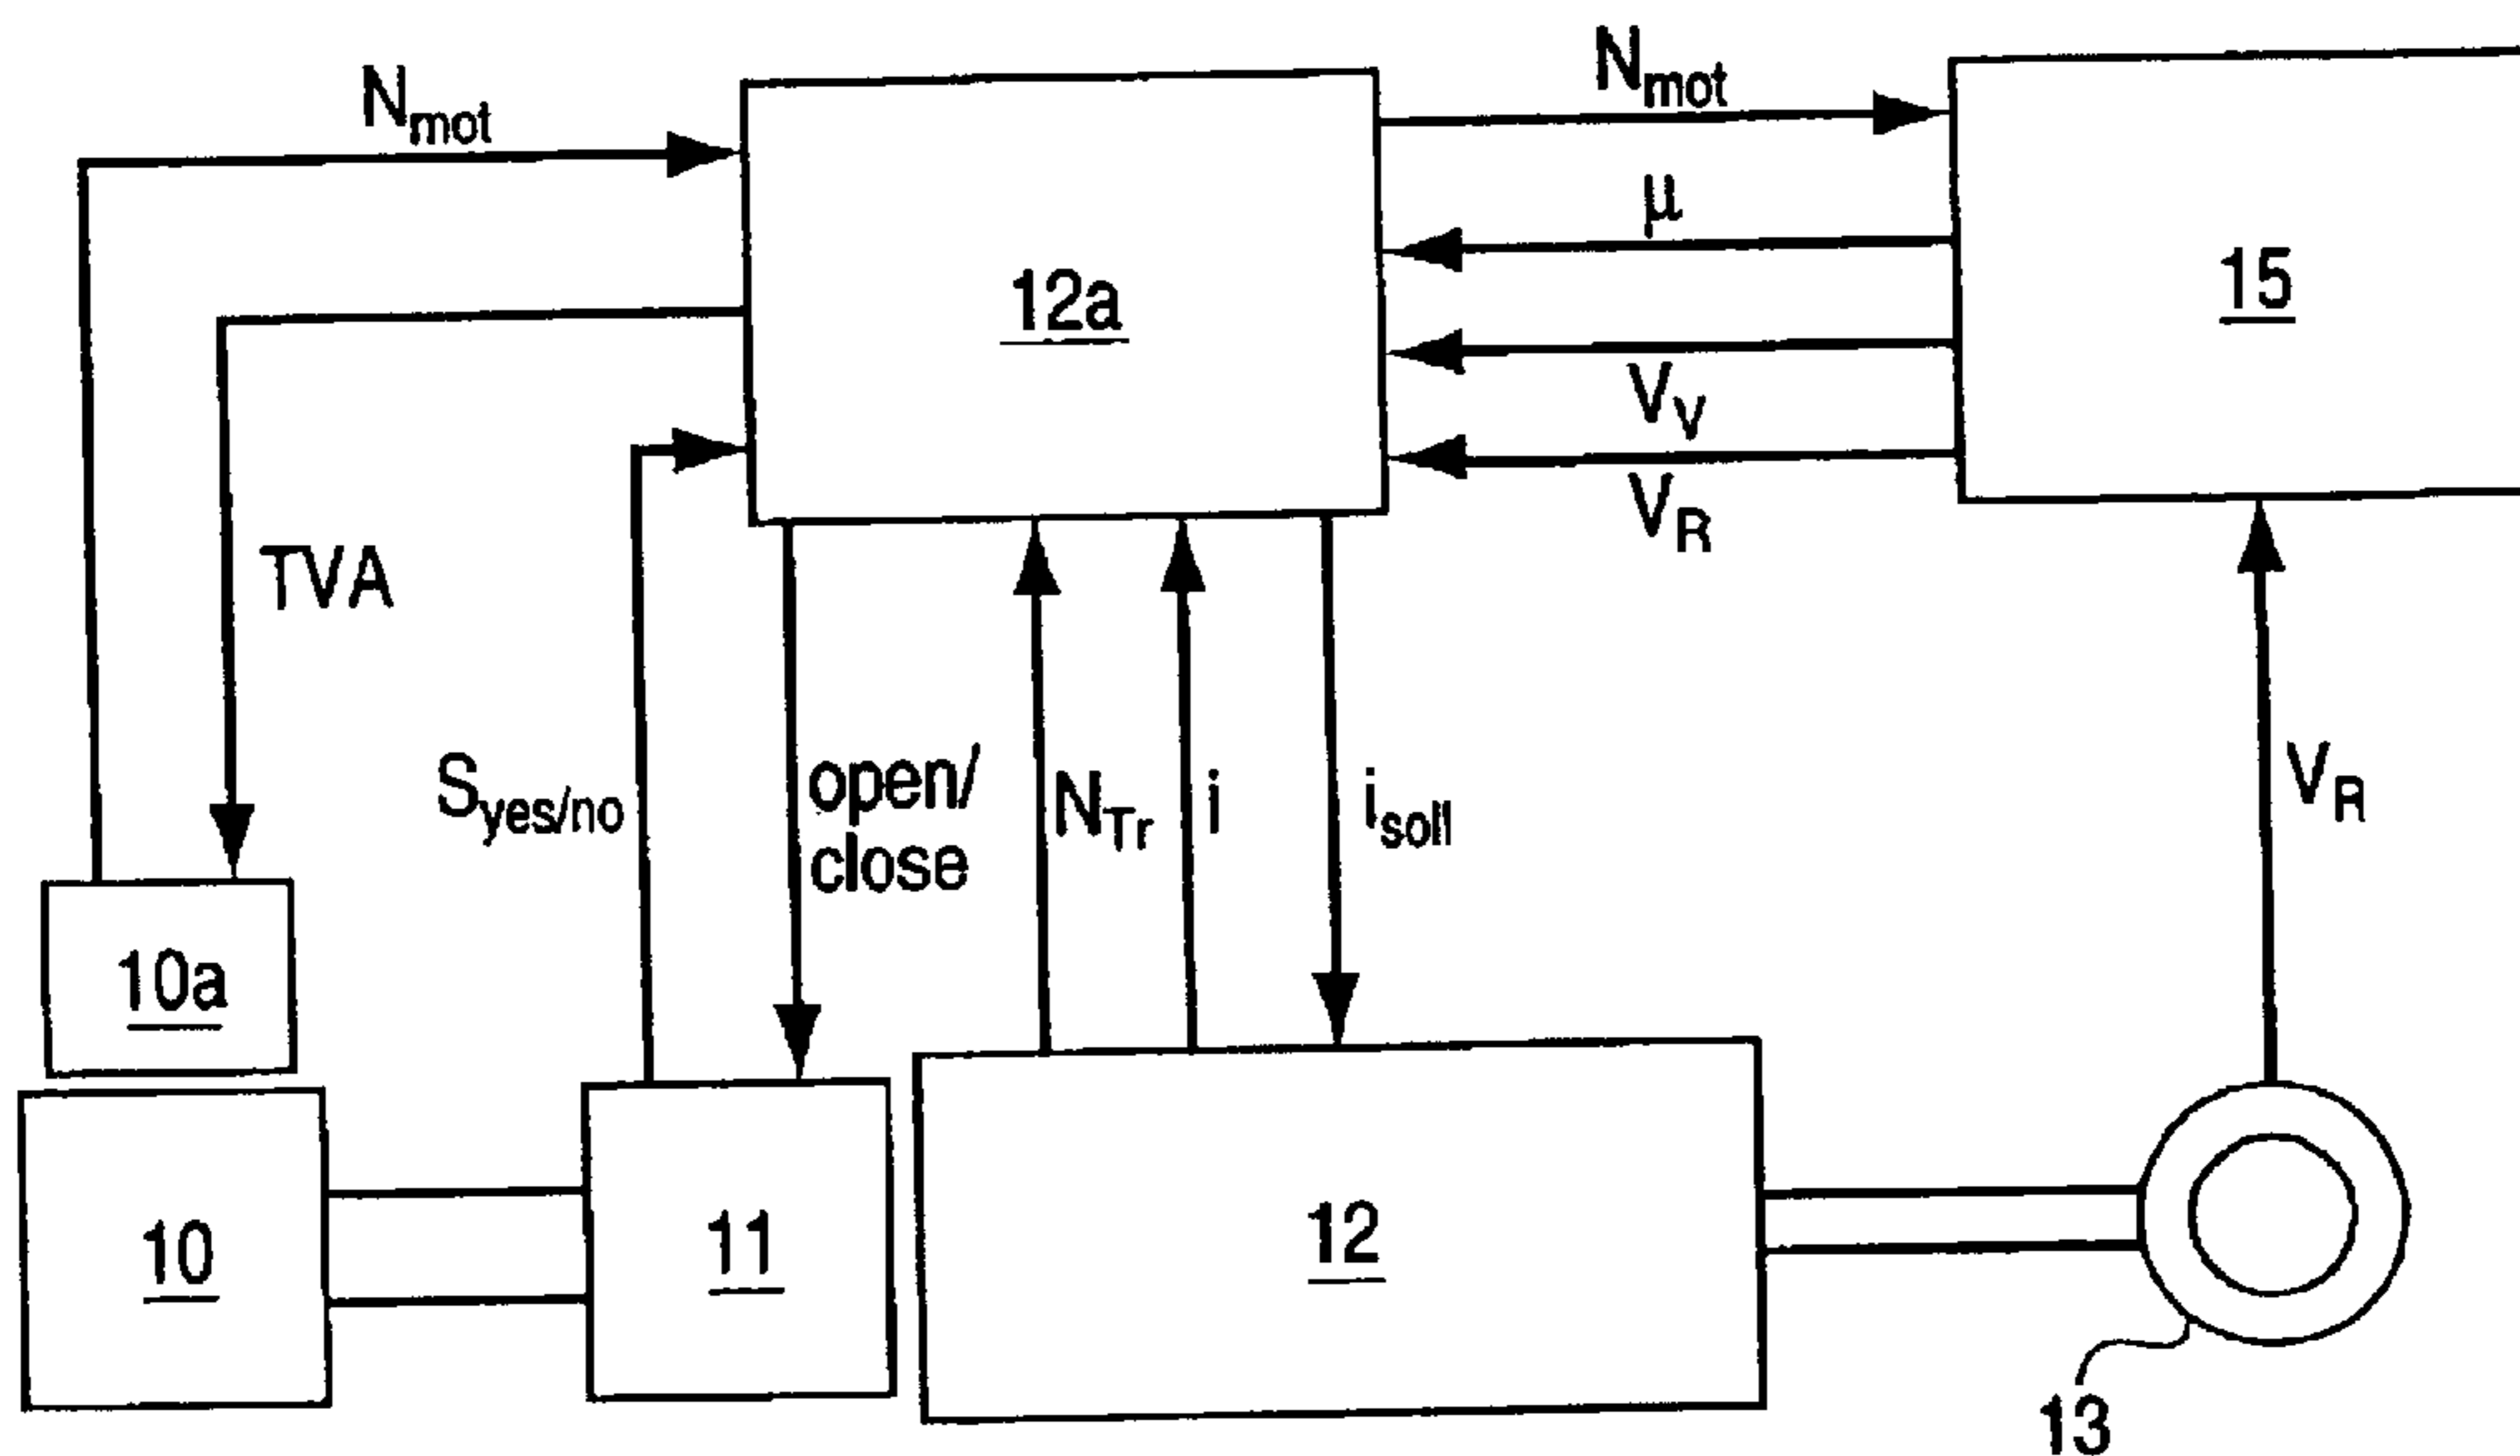 N_mot
N_mot
μ
12a
15
V_V
V_R
TVA
S_yes/no
open/
close
N_Tr
i
i_soll
V_R
10a
10
11
12
13